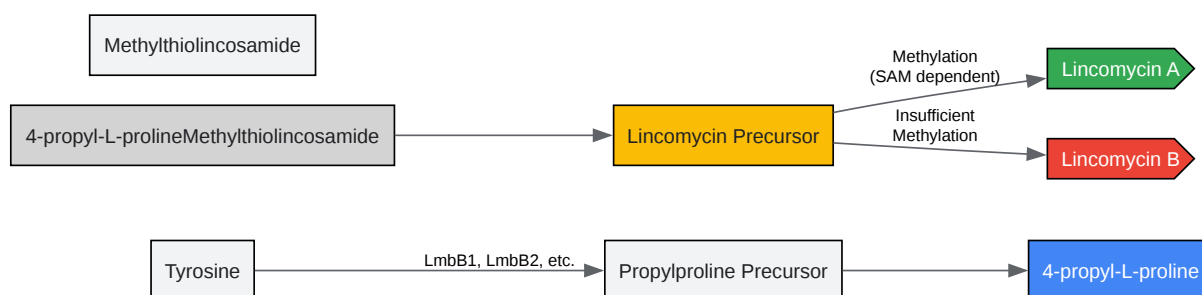 Methylthiolincosamide
Methylation
(SAM dependent)
Lincomycin A
4-propyl-L-prolineMethylthiolincosamide
Lincomycin Precursor
Insufficient
Methylation
Lincomycin B
Tyrosine
LmbB1, LmbB2, etc.
Propylproline Precursor
4-propyl-L-proline